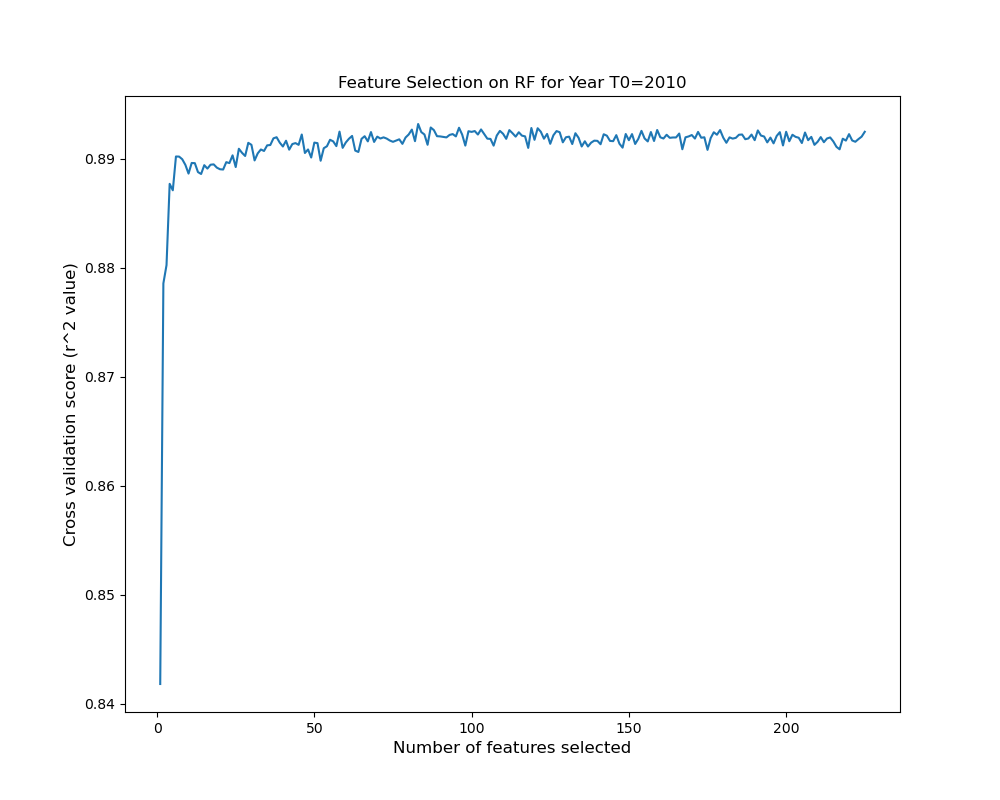 Feature Selection on RF for Year T0=2010
Cross validation score (r^2 value)
0.89
0.88
0.87
0.86
0.85
0.84
0 50 100 150 200
Number of features selected